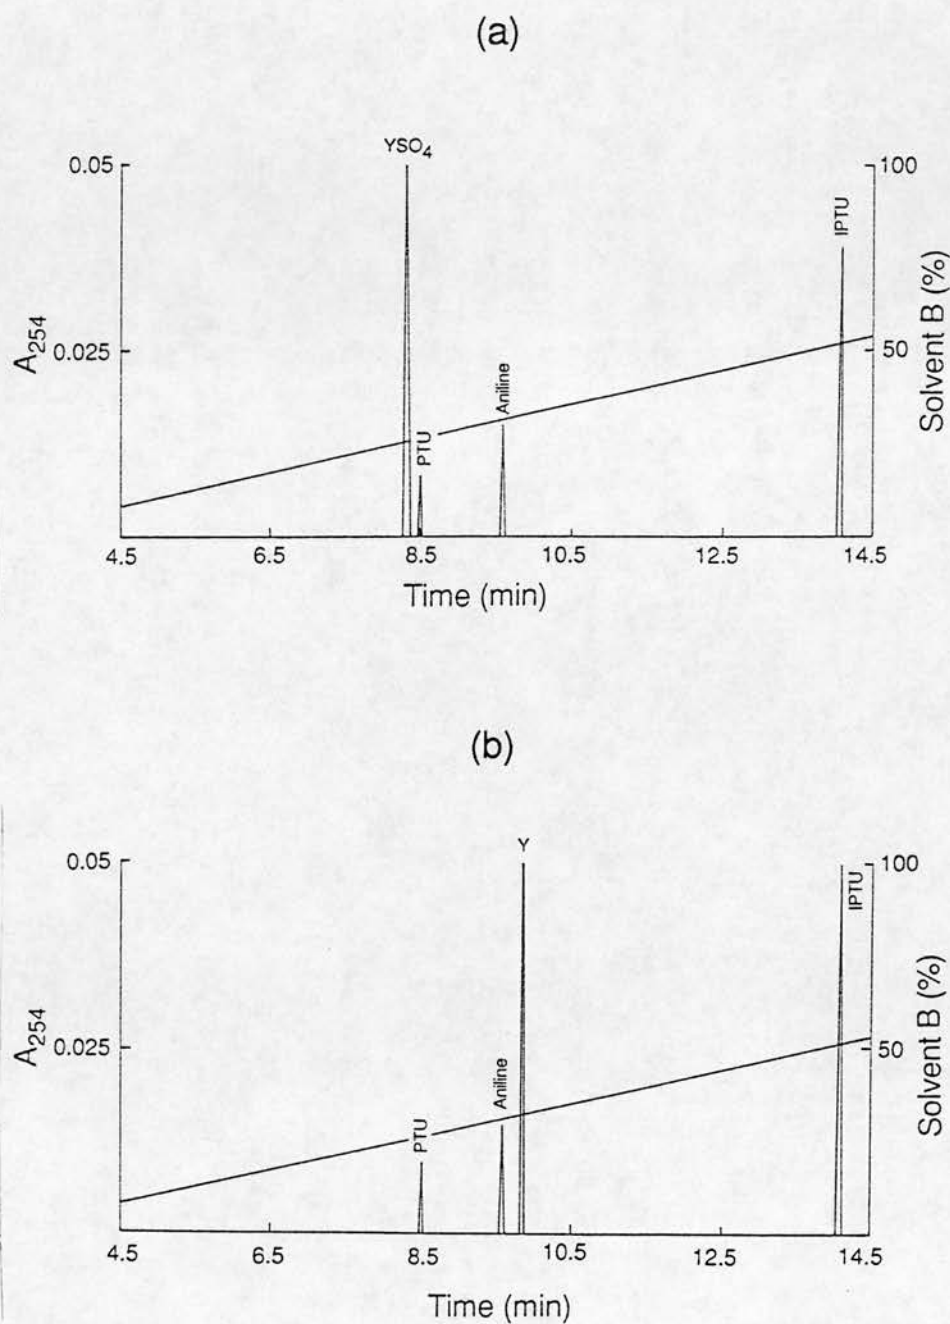 (a)
YSO4
0.05
100
IPTU
A254
0.025
PTU
Aniline
50
Solvent B (%)
4.5 6.5 8.5 10.5 12.5 14.5
Time (min)
(b)
Y
0.05
100
IPTU
A254
0.025
PTU
Aniline
50
Solvent B (%)
4.5 6.5 8.5 10.5 12.5 14.5
Time (min)